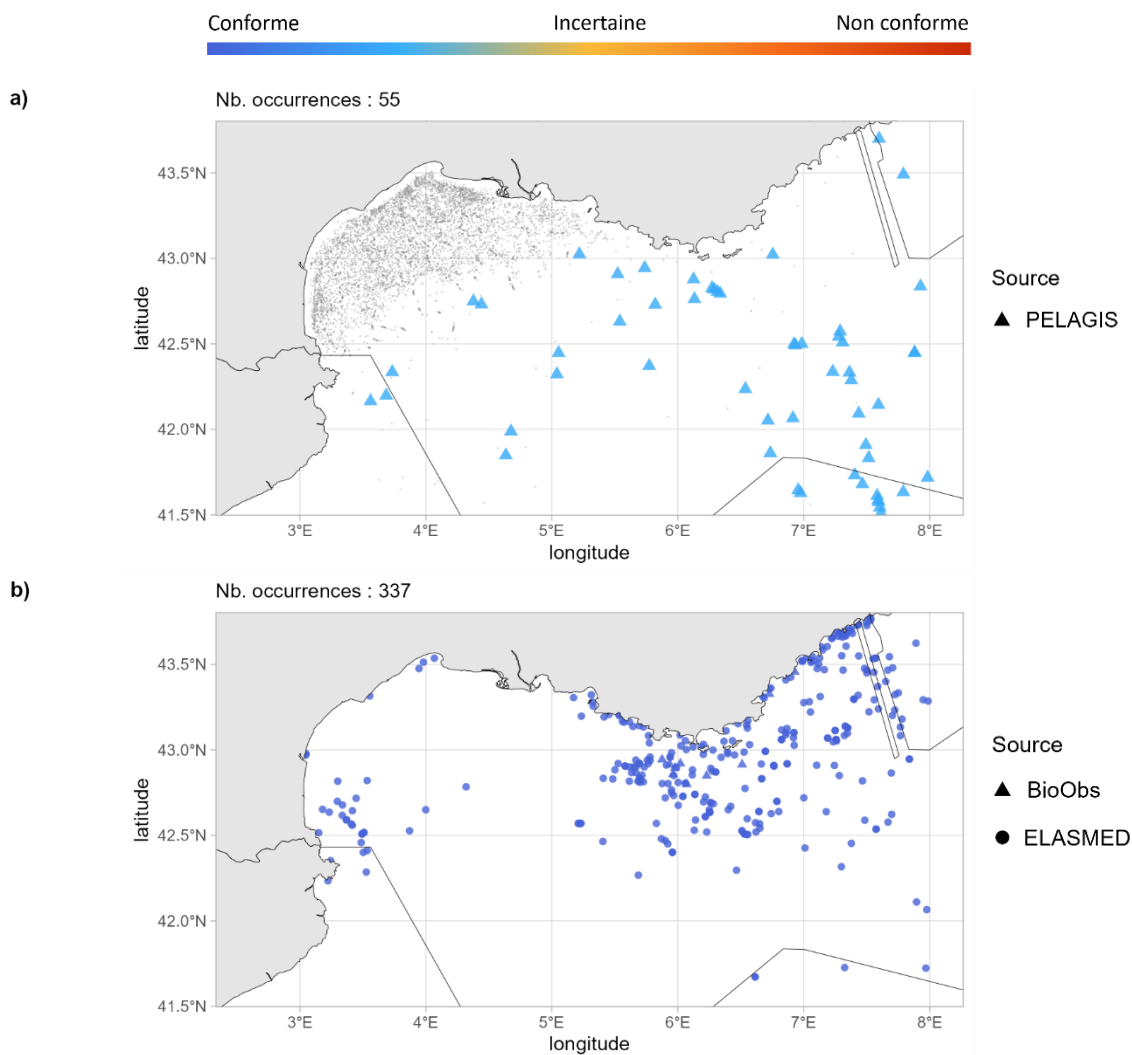 Conforme Incertaine Non conforme
a)
Nb. occurrences : 55
43.5°N
43.0°N
42.5°N
42.0°N
41.5°N
latitude
3°E 4°E 5°E 6°E 7°E 8°E
longitude
Source
PELAGIS
b)
Nb. occurrences : 337
43.5°N
43.0°N
42.5°N
42.0°N
41.5°N
latitude
3°E 4°E 5°E 6°E 7°E 8°E
longitude
Source
BioObs
ELASMED